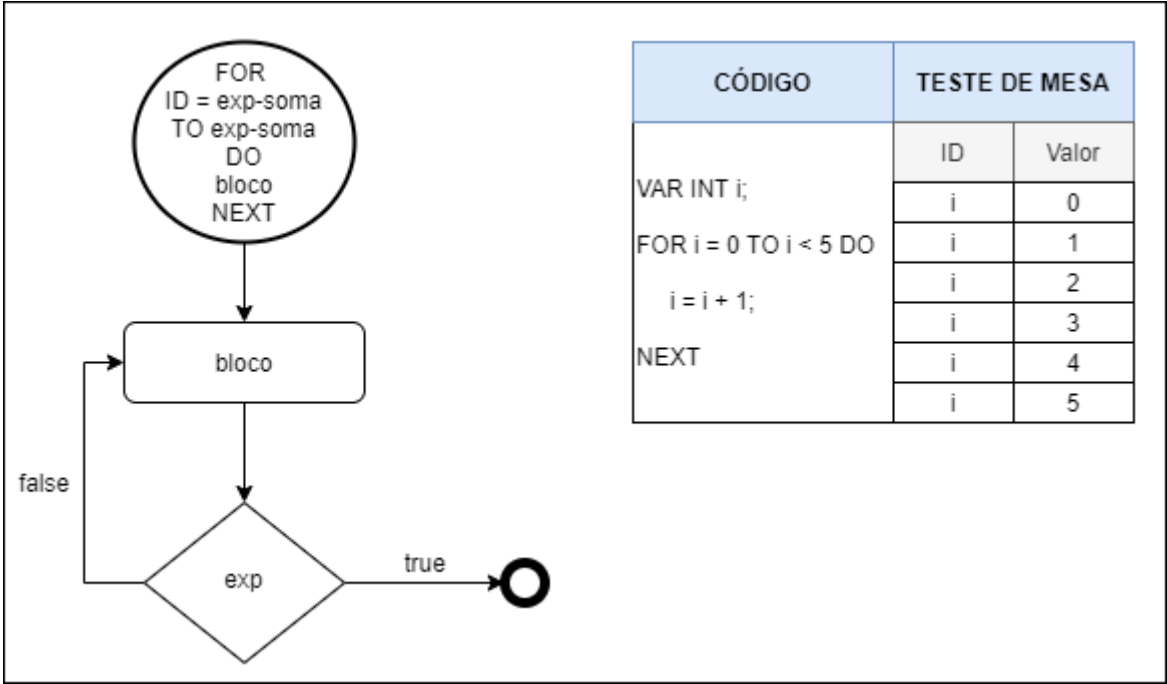 FOR
ID = exp-soma
TO exp-soma
DO
bloco
NEXT
bloco
false
exp
true
CÓDIGO
TESTE DE MESA
VAR INT i;
FOR i = 0 TO i < 5 DO
i = i + 1;
NEXT
ID Valor
i 0
i 1
i 2
i 3
i 4
i 5